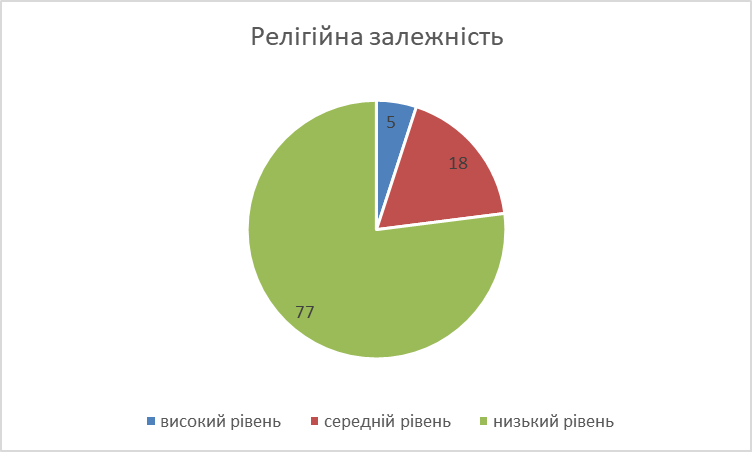 Релігійна залежність
5
18
77
високий рівень
середній рівень
низький рівень